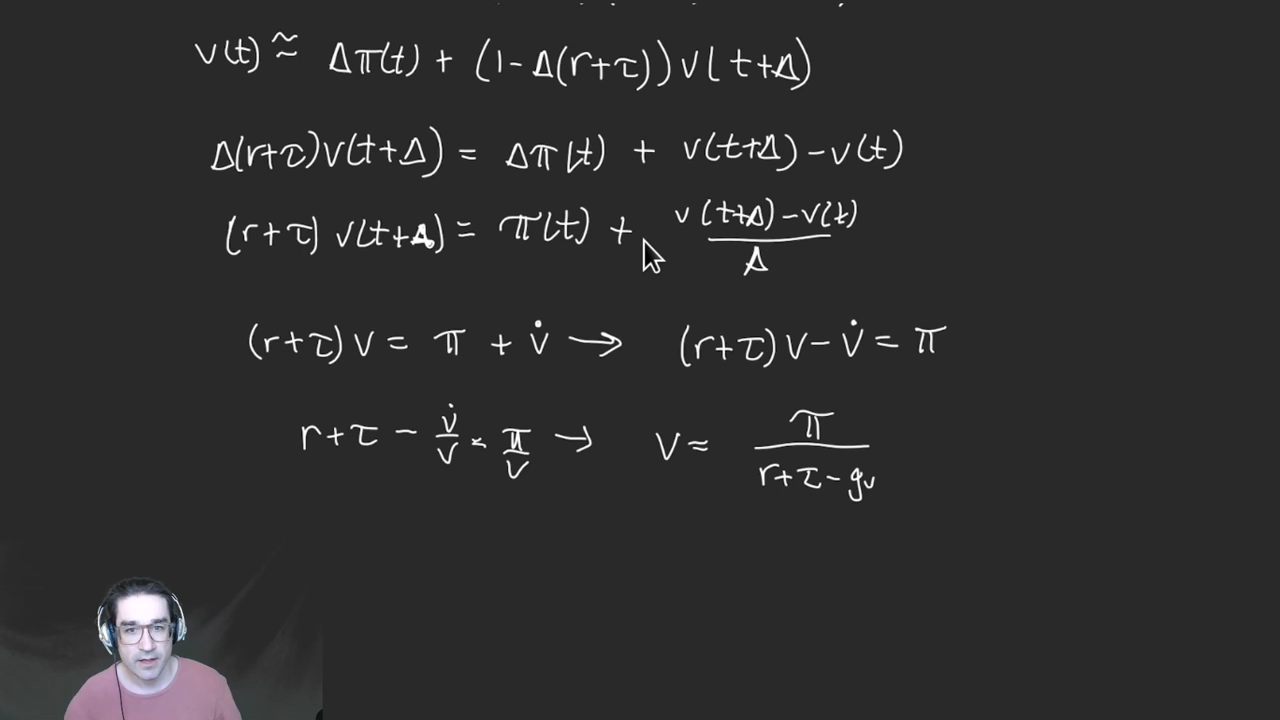 v(t) ≈ Δπ(t) + (1-Δ(r+τ))v(t+Δ)
Δ(r+τ)v(t+Δ) = Δπ(t) + v(t+Δ)-v(t)
(r+τ) v(t+Δ) = π(t) + v(t+Δ)-v(t) / Δ
(r+τ)v = π + v̇ → (r+τ)v - v̇ = π
r+τ - v̇/v = π/v → v = π / r+τ-gv